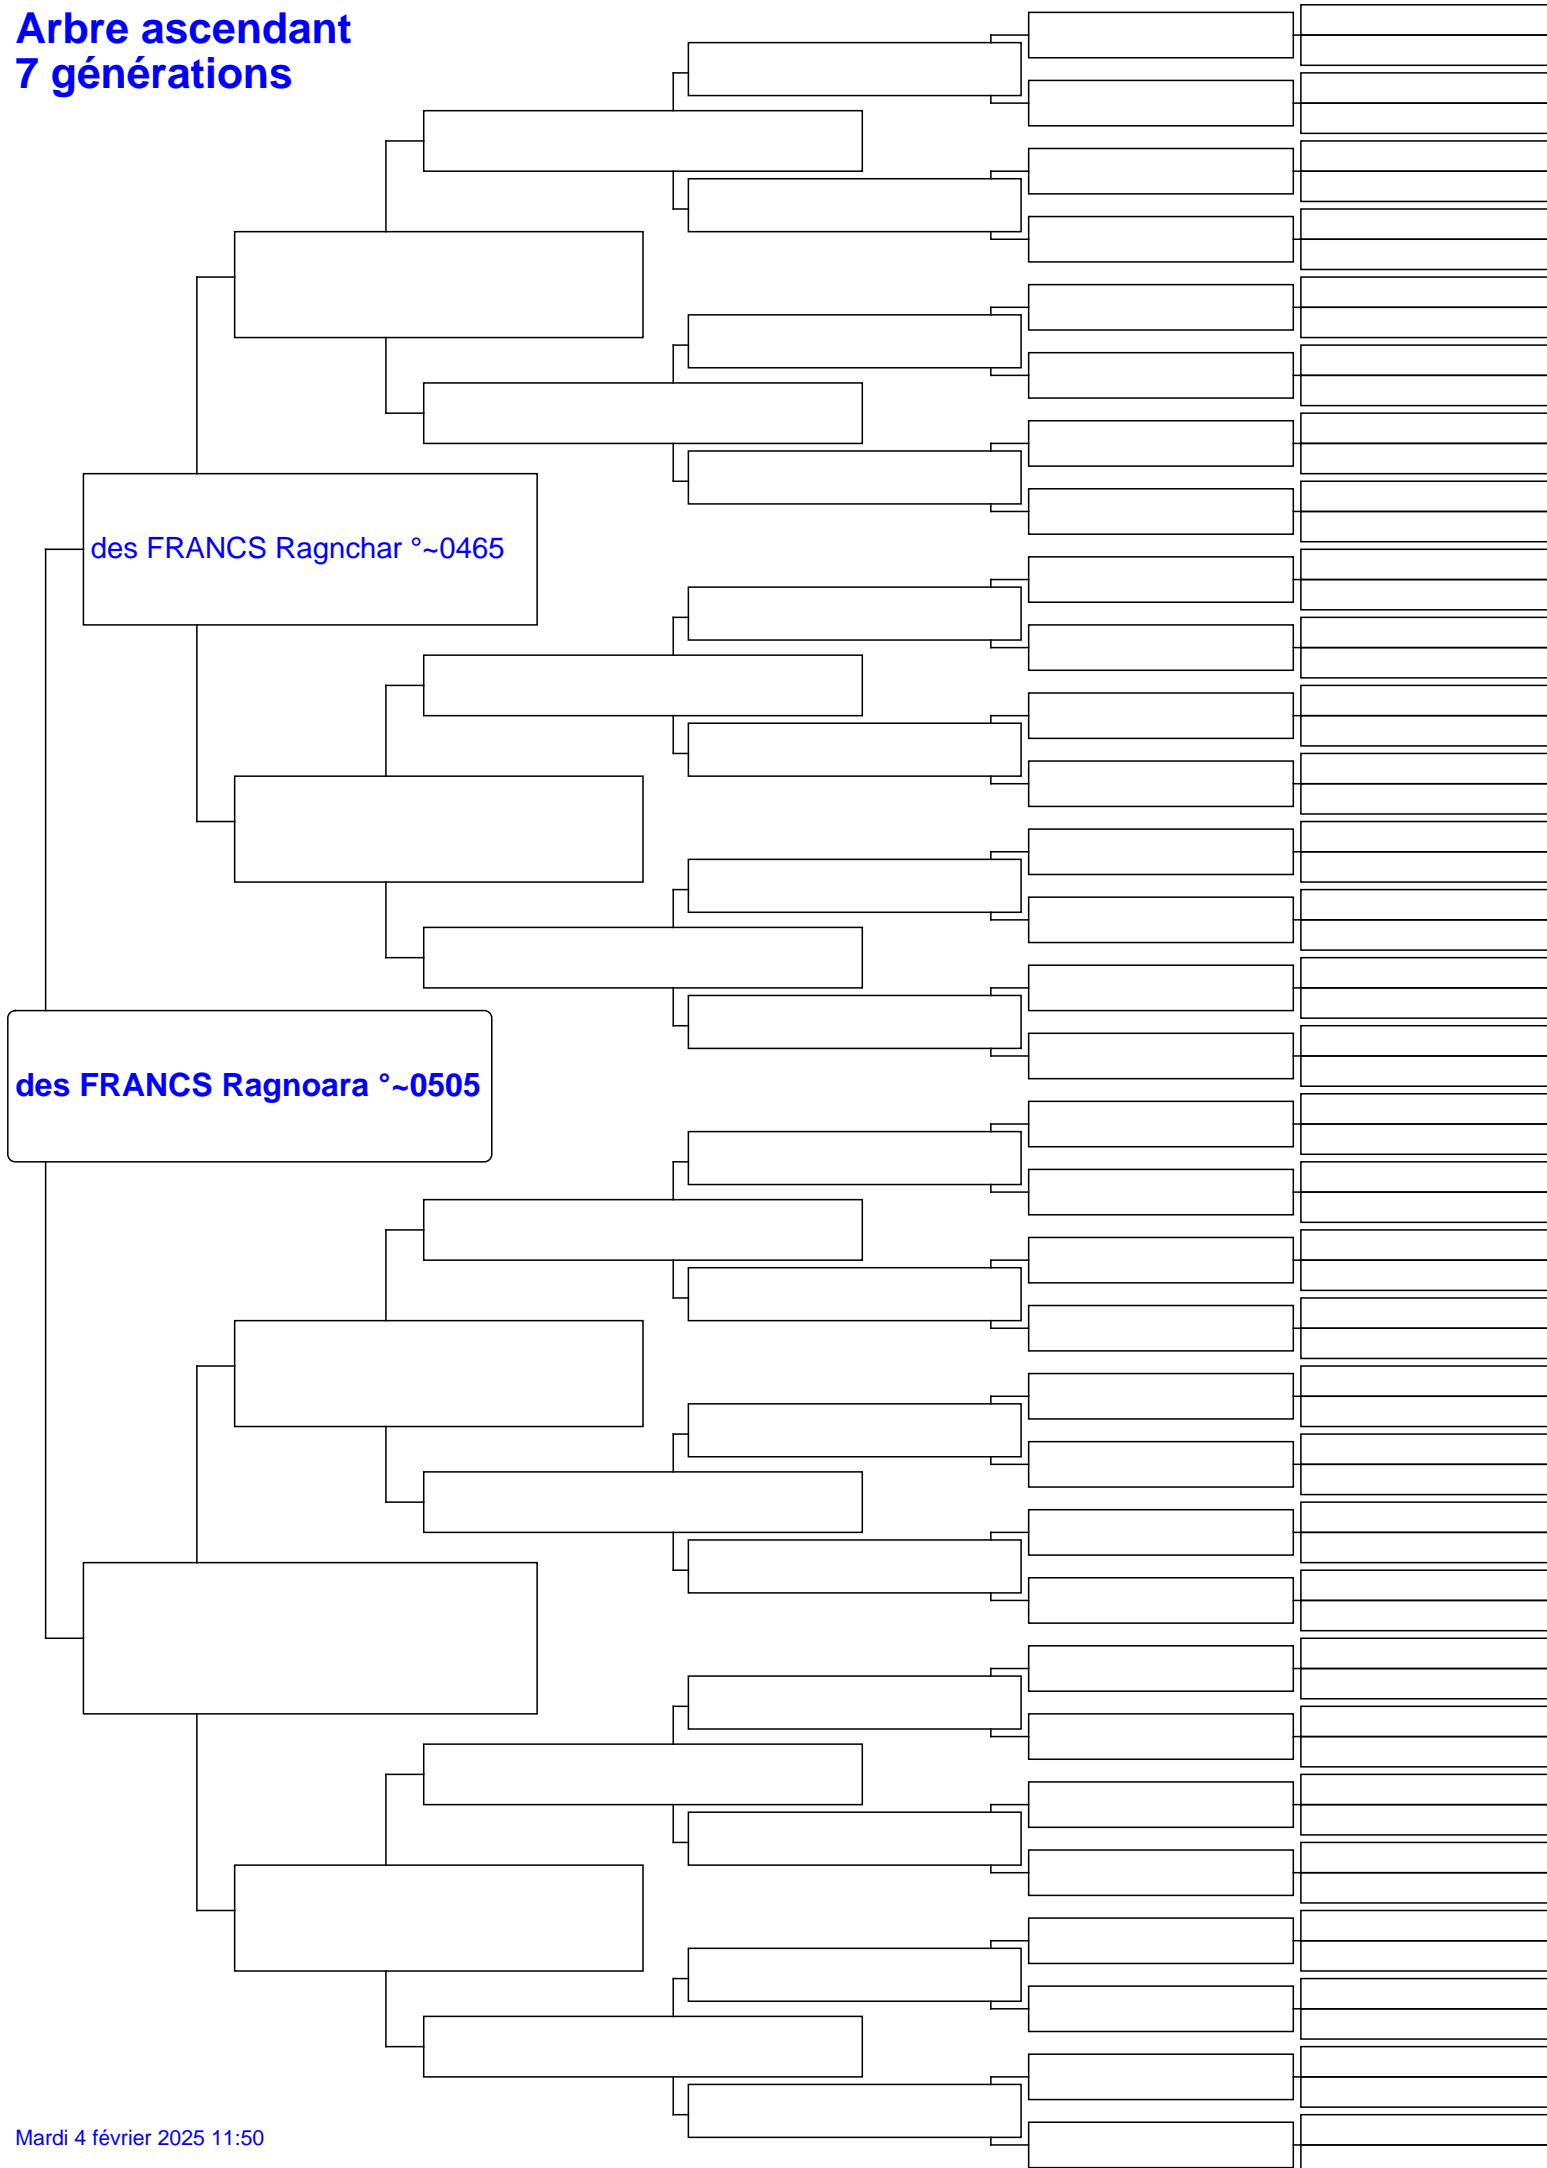 Arbre ascendant
7 générations
des FRANCS Ragnchar °~0465
des FRANCS Ragnoara °~0505
Mardi 4 février 2025 11:50